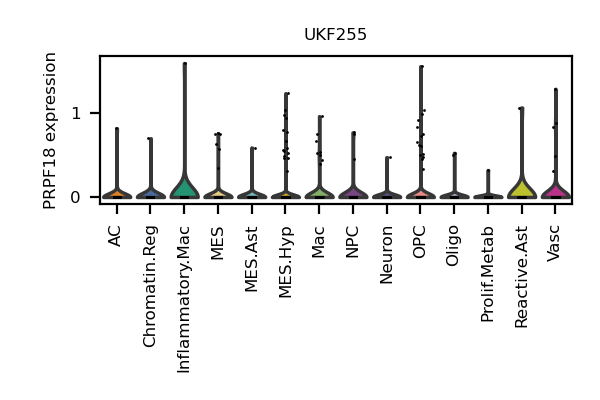 UKF255
PRPF18 expression
1
0
AC
Chromatin.Reg
Inflammatory.Mac
MES
MES.Ast
MES.Hyp
Mac
NPC
Neuron
OPC
Oligo
Prolif.Metab
Reactive.Ast
Vasc